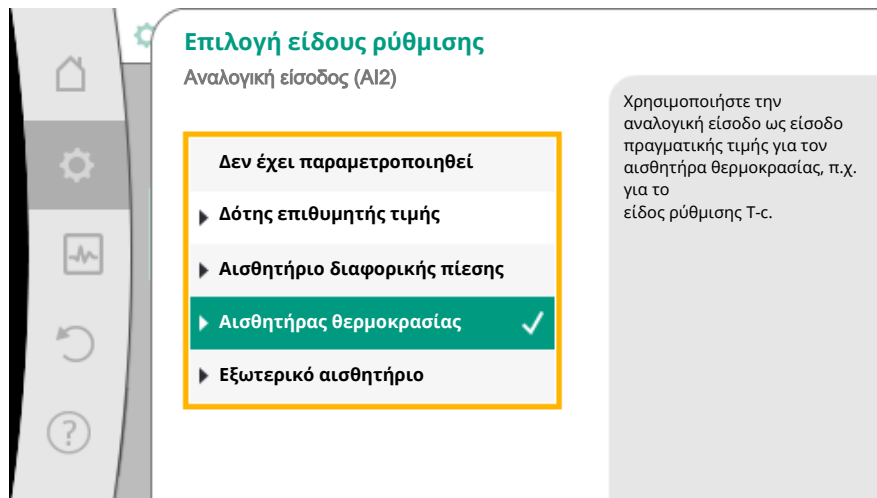 Επιλογή είδους ρύθμισης
Αναλογική είσοδος (AI2)
Δεν έχει παραμετροποιηθεί
Δότης επιθυμητής τιμής
Αισθητήριο διαφορικής πίεσης
Αισθητήρας θερμοκρασίας
Εξωτερικό αισθητήριο
Χρησιμοποιήστε την
αναλογική είσοδο ως είσοδο
πραγματικής τιμής για τον
αισθητήρα θερμοκρασίας, π.χ.
για το
είδος ρύθμισης T-c.
?